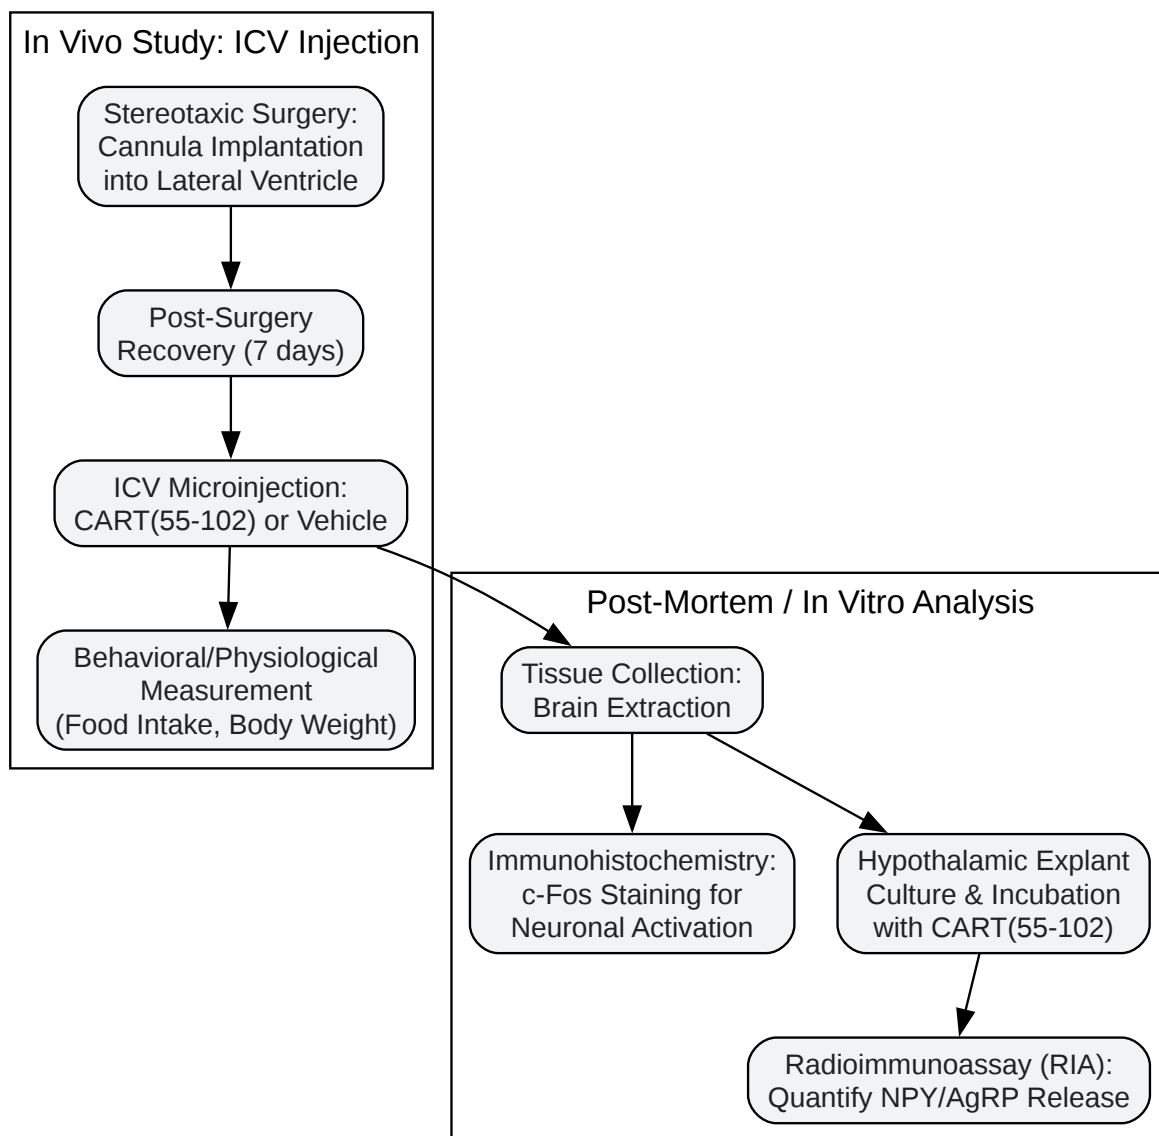 In Vivo Study: ICV Injection
Stereotaxic Surgery:
Cannula Implantation
into Lateral Ventricle
Post-Surgery
Recovery (7 days)
ICV Microinjection:
CART(55-102) or Vehicle
Behavioral/Physiological
Measurement
(Food Intake, Body Weight)
Post-Mortem / In Vitro Analysis
Tissue Collection:
Brain Extraction
Immunohistochemistry:
c-Fos Staining for
Neuronal Activation
Hypothalamic Explant
Culture & Incubation
with CART(55-102)
Radioimmunoassay (RIA):
Quantify NPY/AgRP Release